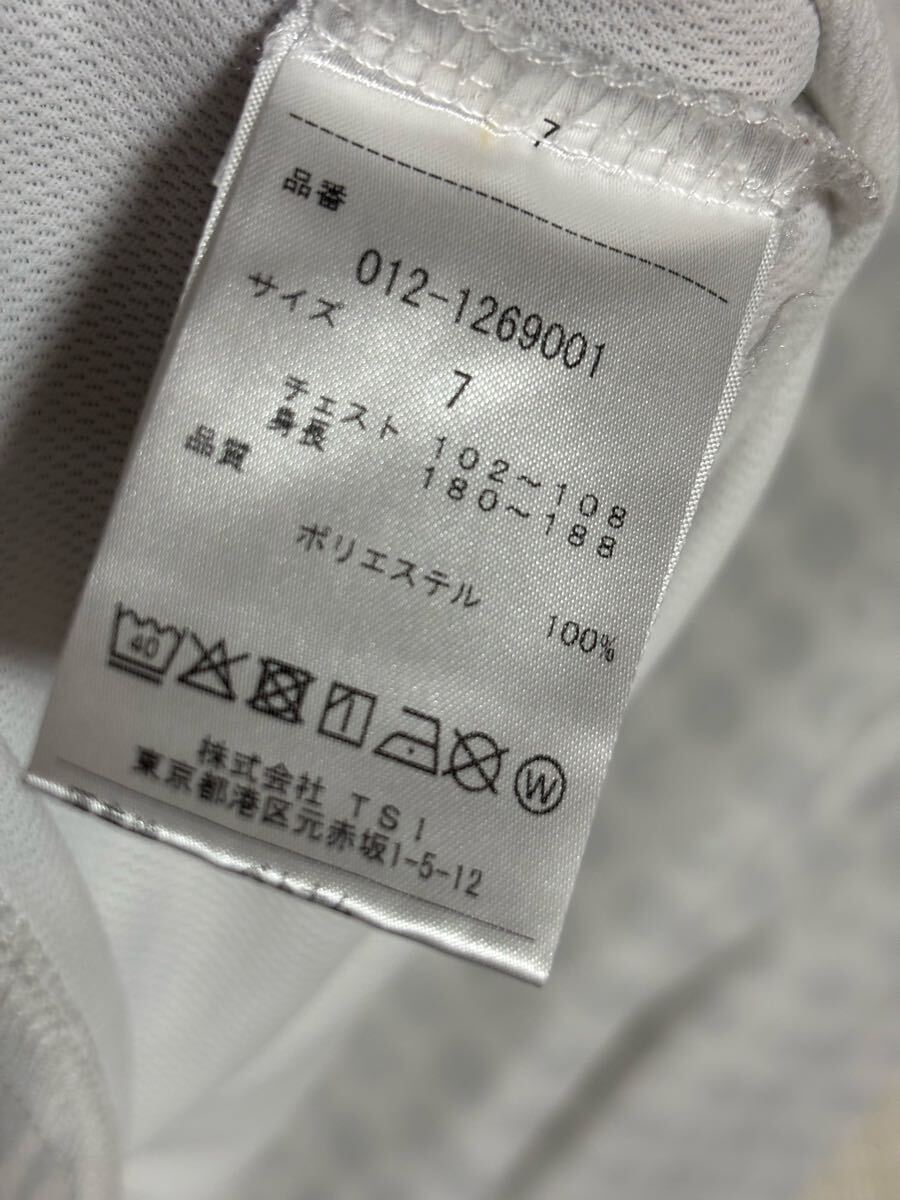 7
品番
012-1269001
サイズ
7
チェスト 102~108
身長 180~188
品質
ポリエステル 100%
40
W
株式会社 TSI
東京都港区元赤坂1-5-12